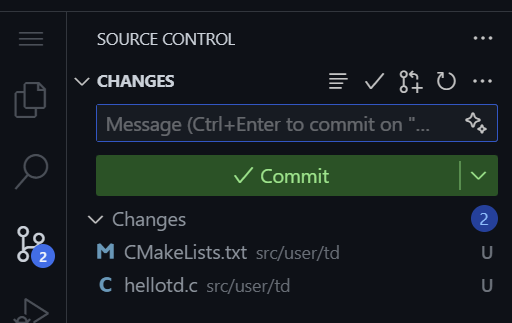 SOURCE CONTROL
CHANGES
Message (Ctrl+Enter to commit on "...
Commit
Changes 2
2
M CMakeLists.txt src/user/td U
C hellotd.c src/user/td U